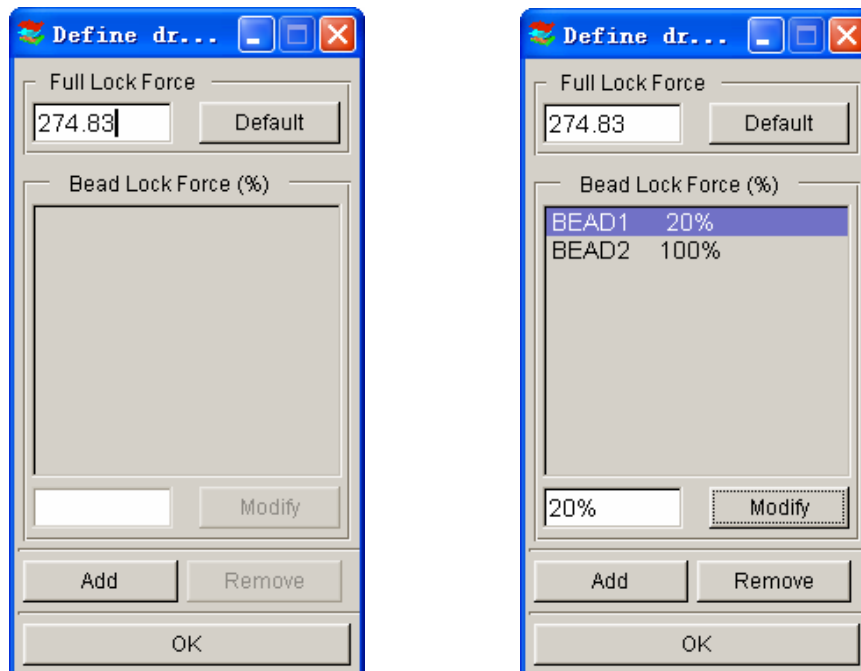 Define dr...
Full Lock Force
274.83 Default
Bead Lock Force (%)
Modify
Add Remove
OK
Define dr...
Full Lock Force
274.83 Default
Bead Lock Force (%)
BEAD1 20%
BEAD2 100%
20% Modify
Add Remove
OK